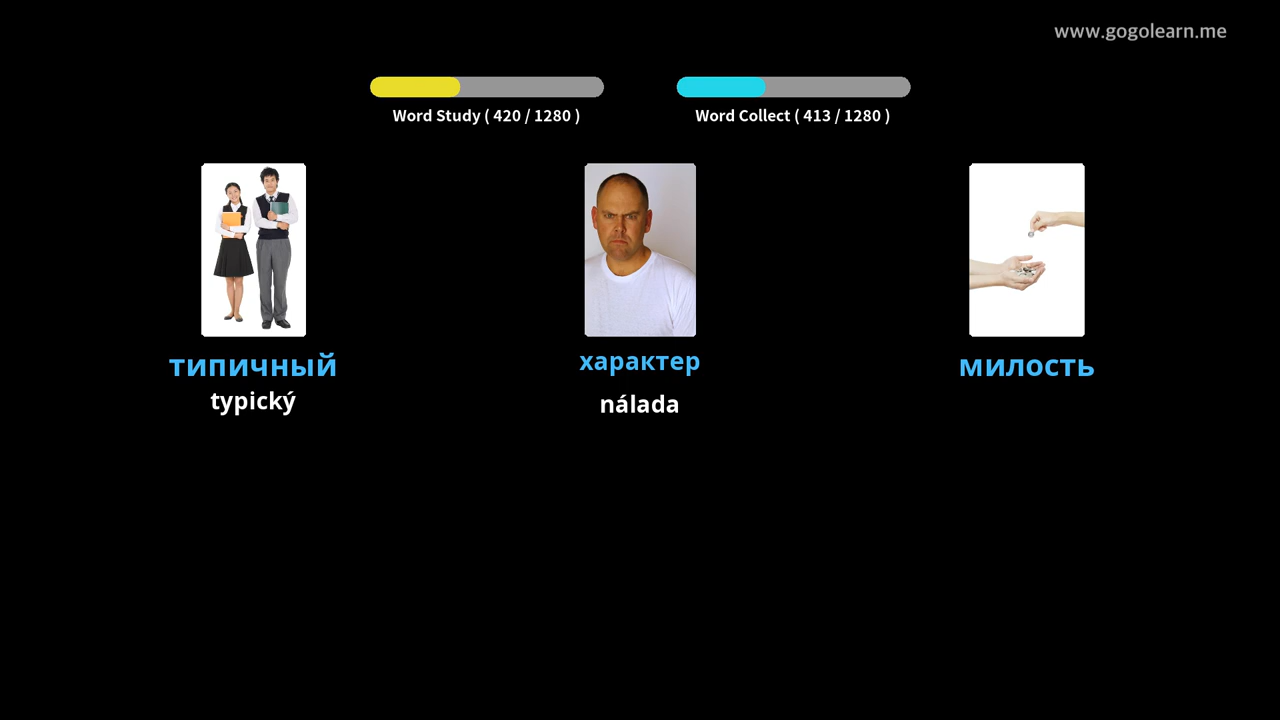 www.gogolearn.me
Word Study ( 420 / 1280 )
Word Collect ( 413 / 1280 )
типичный
typický
характер
nálada
милость